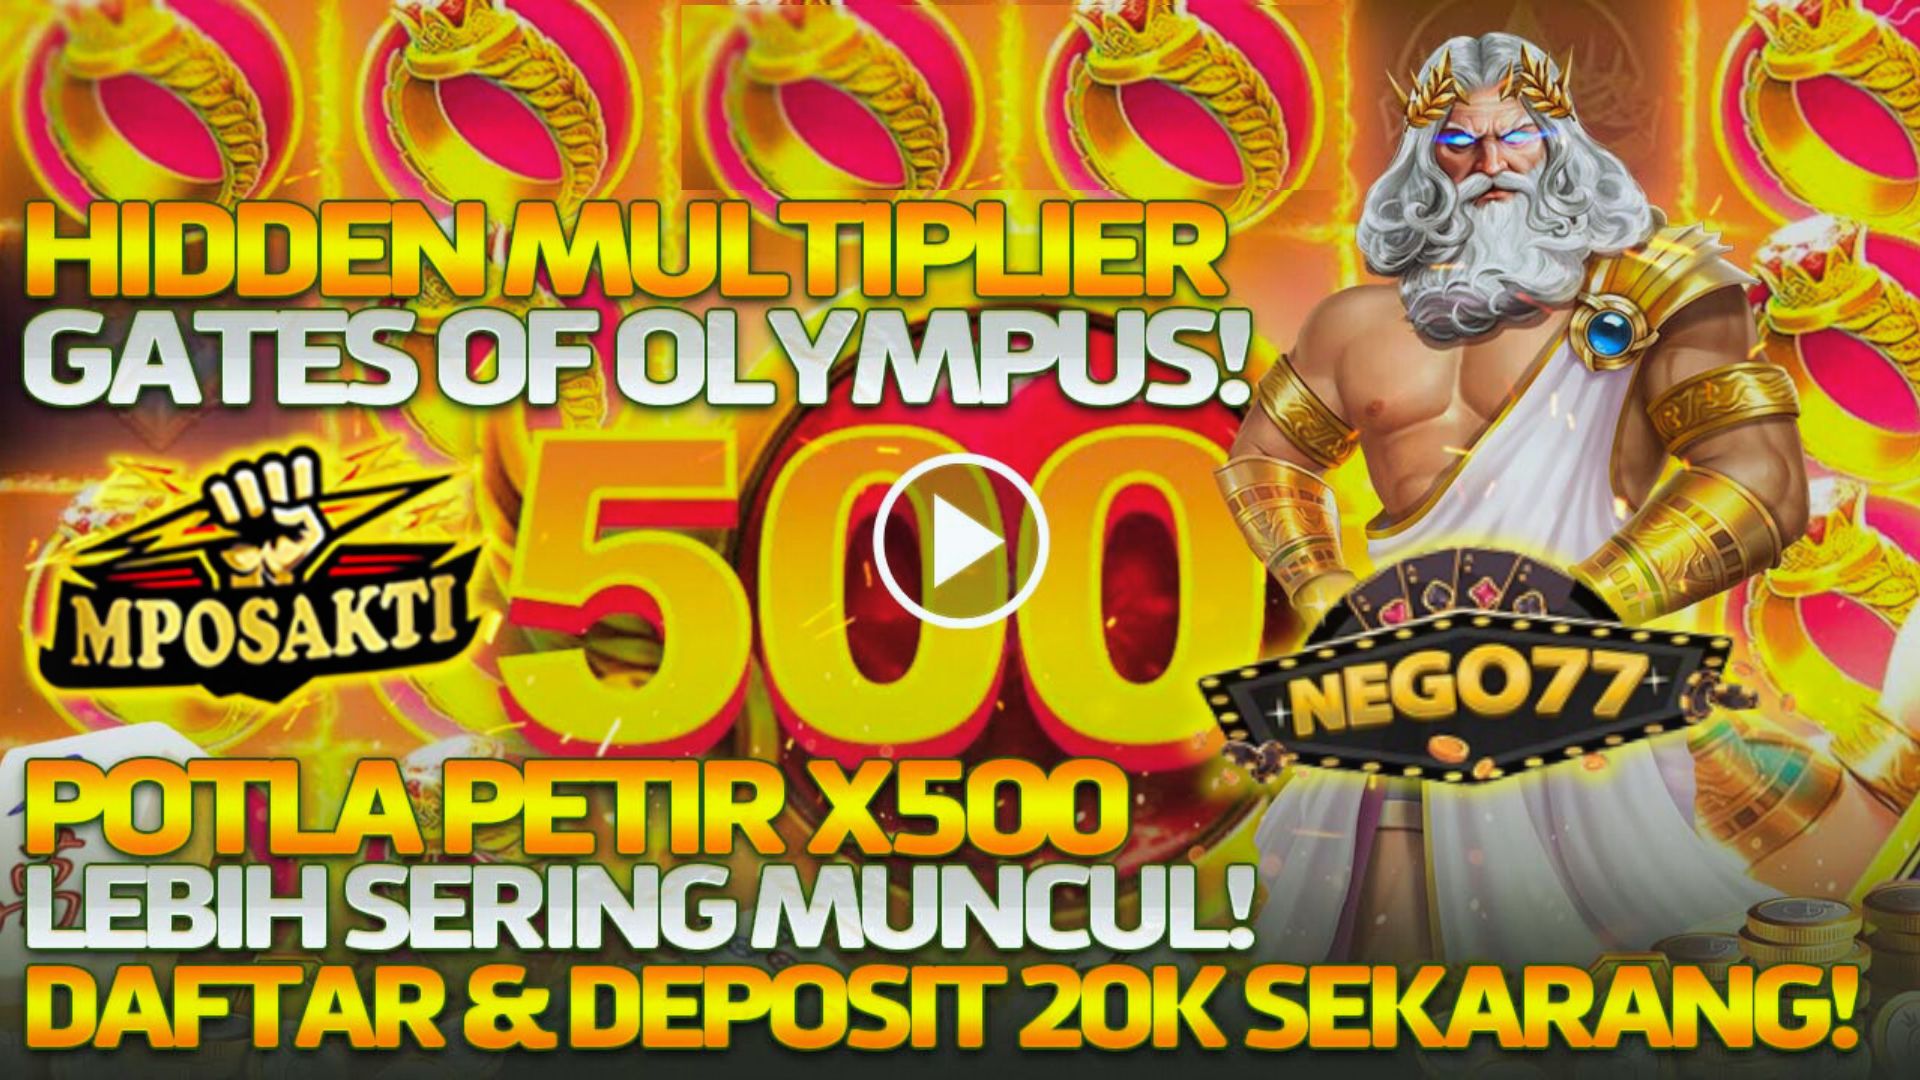 HIDDEN MULTIPLIER
GATES OF OLYMPUS!
500
MPOSAKTI
NEGO77
POTLA PETIR X500
LEBIH SERING MUNCUL!
DAFTAR & DEPOSIT 20K SEKARANG!